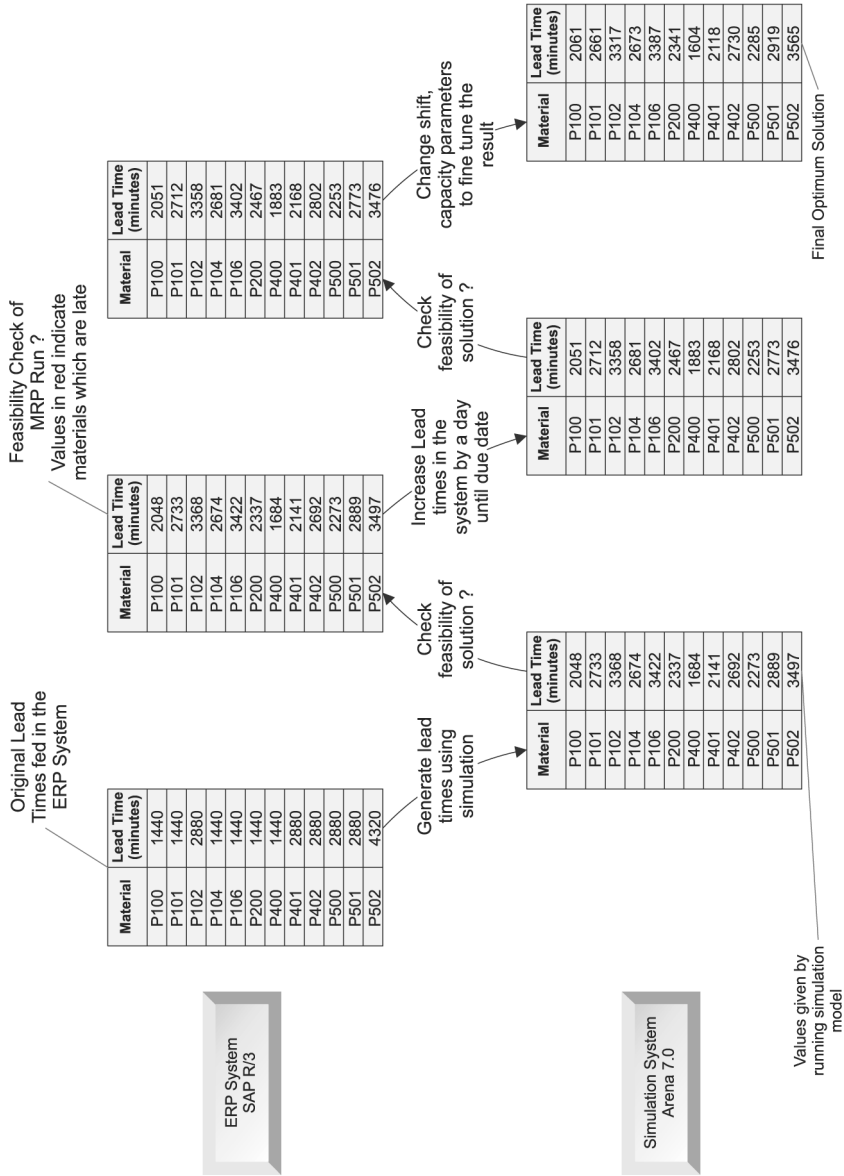 Original Lead
Times fed in the
ERP System
Feasibility Check of
MRP Run ?
Values in red indicate
materials which are late
ERP System
SAP R/3
Material Lead Time (minutes)
P100 1440
P101 1440
P102 2880
P104 1440
P106 1440
P200 1440
P400 1440
P401 2880
P402 2880
P500 2880
P501 2880
P502 4320
Material Lead Time (minutes)
P100 2048
P101 2733
P102 3368
P104 2674
P106 3422
P200 2337
P400 1684
P401 2141
P402 2692
P500 2273
P501 2889
P502 3497
Material Lead Time (minutes)
P100 2051
P101 2712
P102 3358
P104 2681
P106 3402
P200 2467
P400 1883
P401 2168
P402 2802
P500 2253
P501 2773
P502 3476
Generate lead
times using
simulation
Check
feasibility of
solution ?
Increase Lead
times in the
system by a day
until due date
Check
feasibility of
solution ?
Change shift,
capacity parameters
to fine tune the
result
Simulation System
Arena 7.0
Material Lead Time (minutes)
P100 2048
P101 2733
P102 3368
P104 2674
P106 3422
P200 2337
P400 1684
P401 2141
P402 2692
P500 2273
P501 2889
P502 3497
Material Lead Time (minutes)
P100 2051
P101 2712
P102 3358
P104 2681
P106 3402
P200 2467
P400 1883
P401 2168
P402 2802
P500 2253
P501 2773
P502 3476
Material Lead Time (minutes)
P100 2061
P101 2661
P102 3317
P104 2673
P106 3387
P200 2341
P400 1604
P401 2118
P402 2730
P500 2285
P501 2919
P502 3565
Values given by
running simulation
model
Final Optimum Solution